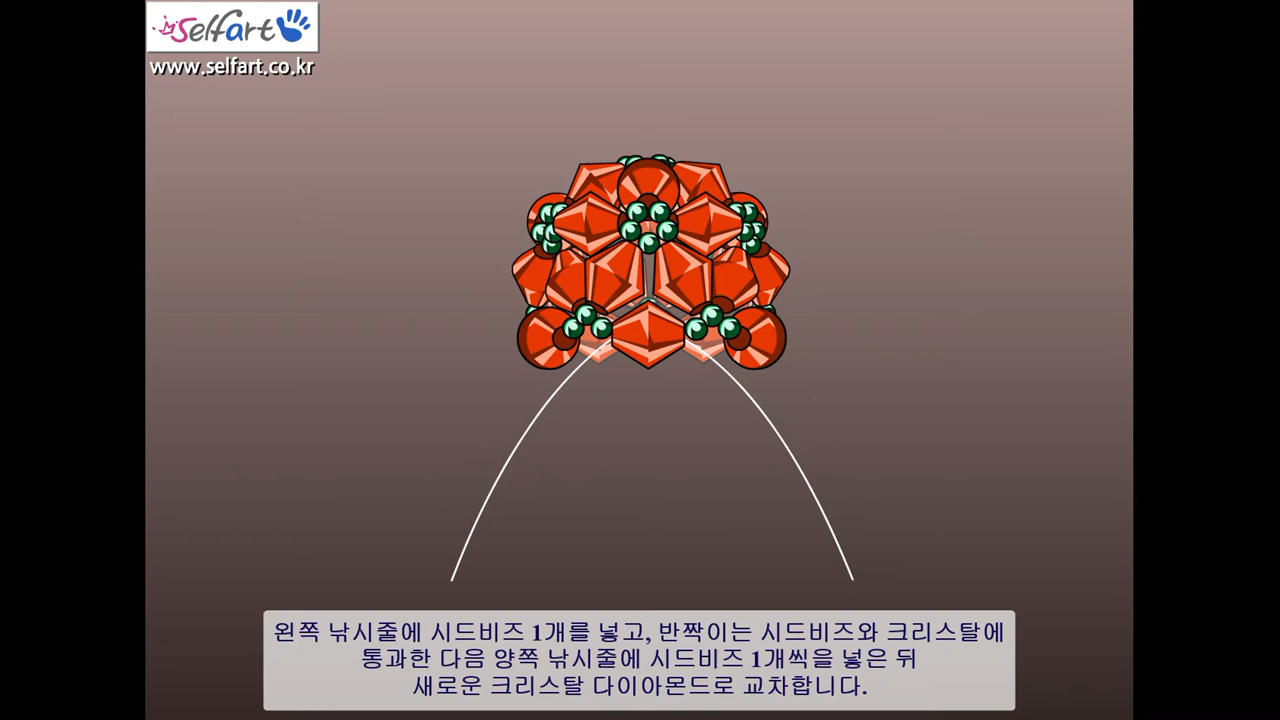 Selfart
www.selfart.co.kr
왼쪽 낚시줄에 시드비즈 1개를 넣고, 반짝이는 시드비즈와 크리스탈에
통과한 다음 양쪽 낚시줄에 시드비즈 1개씩을 넣은 뒤
새로운 크리스탈 다이아몬드로 교차합니다.